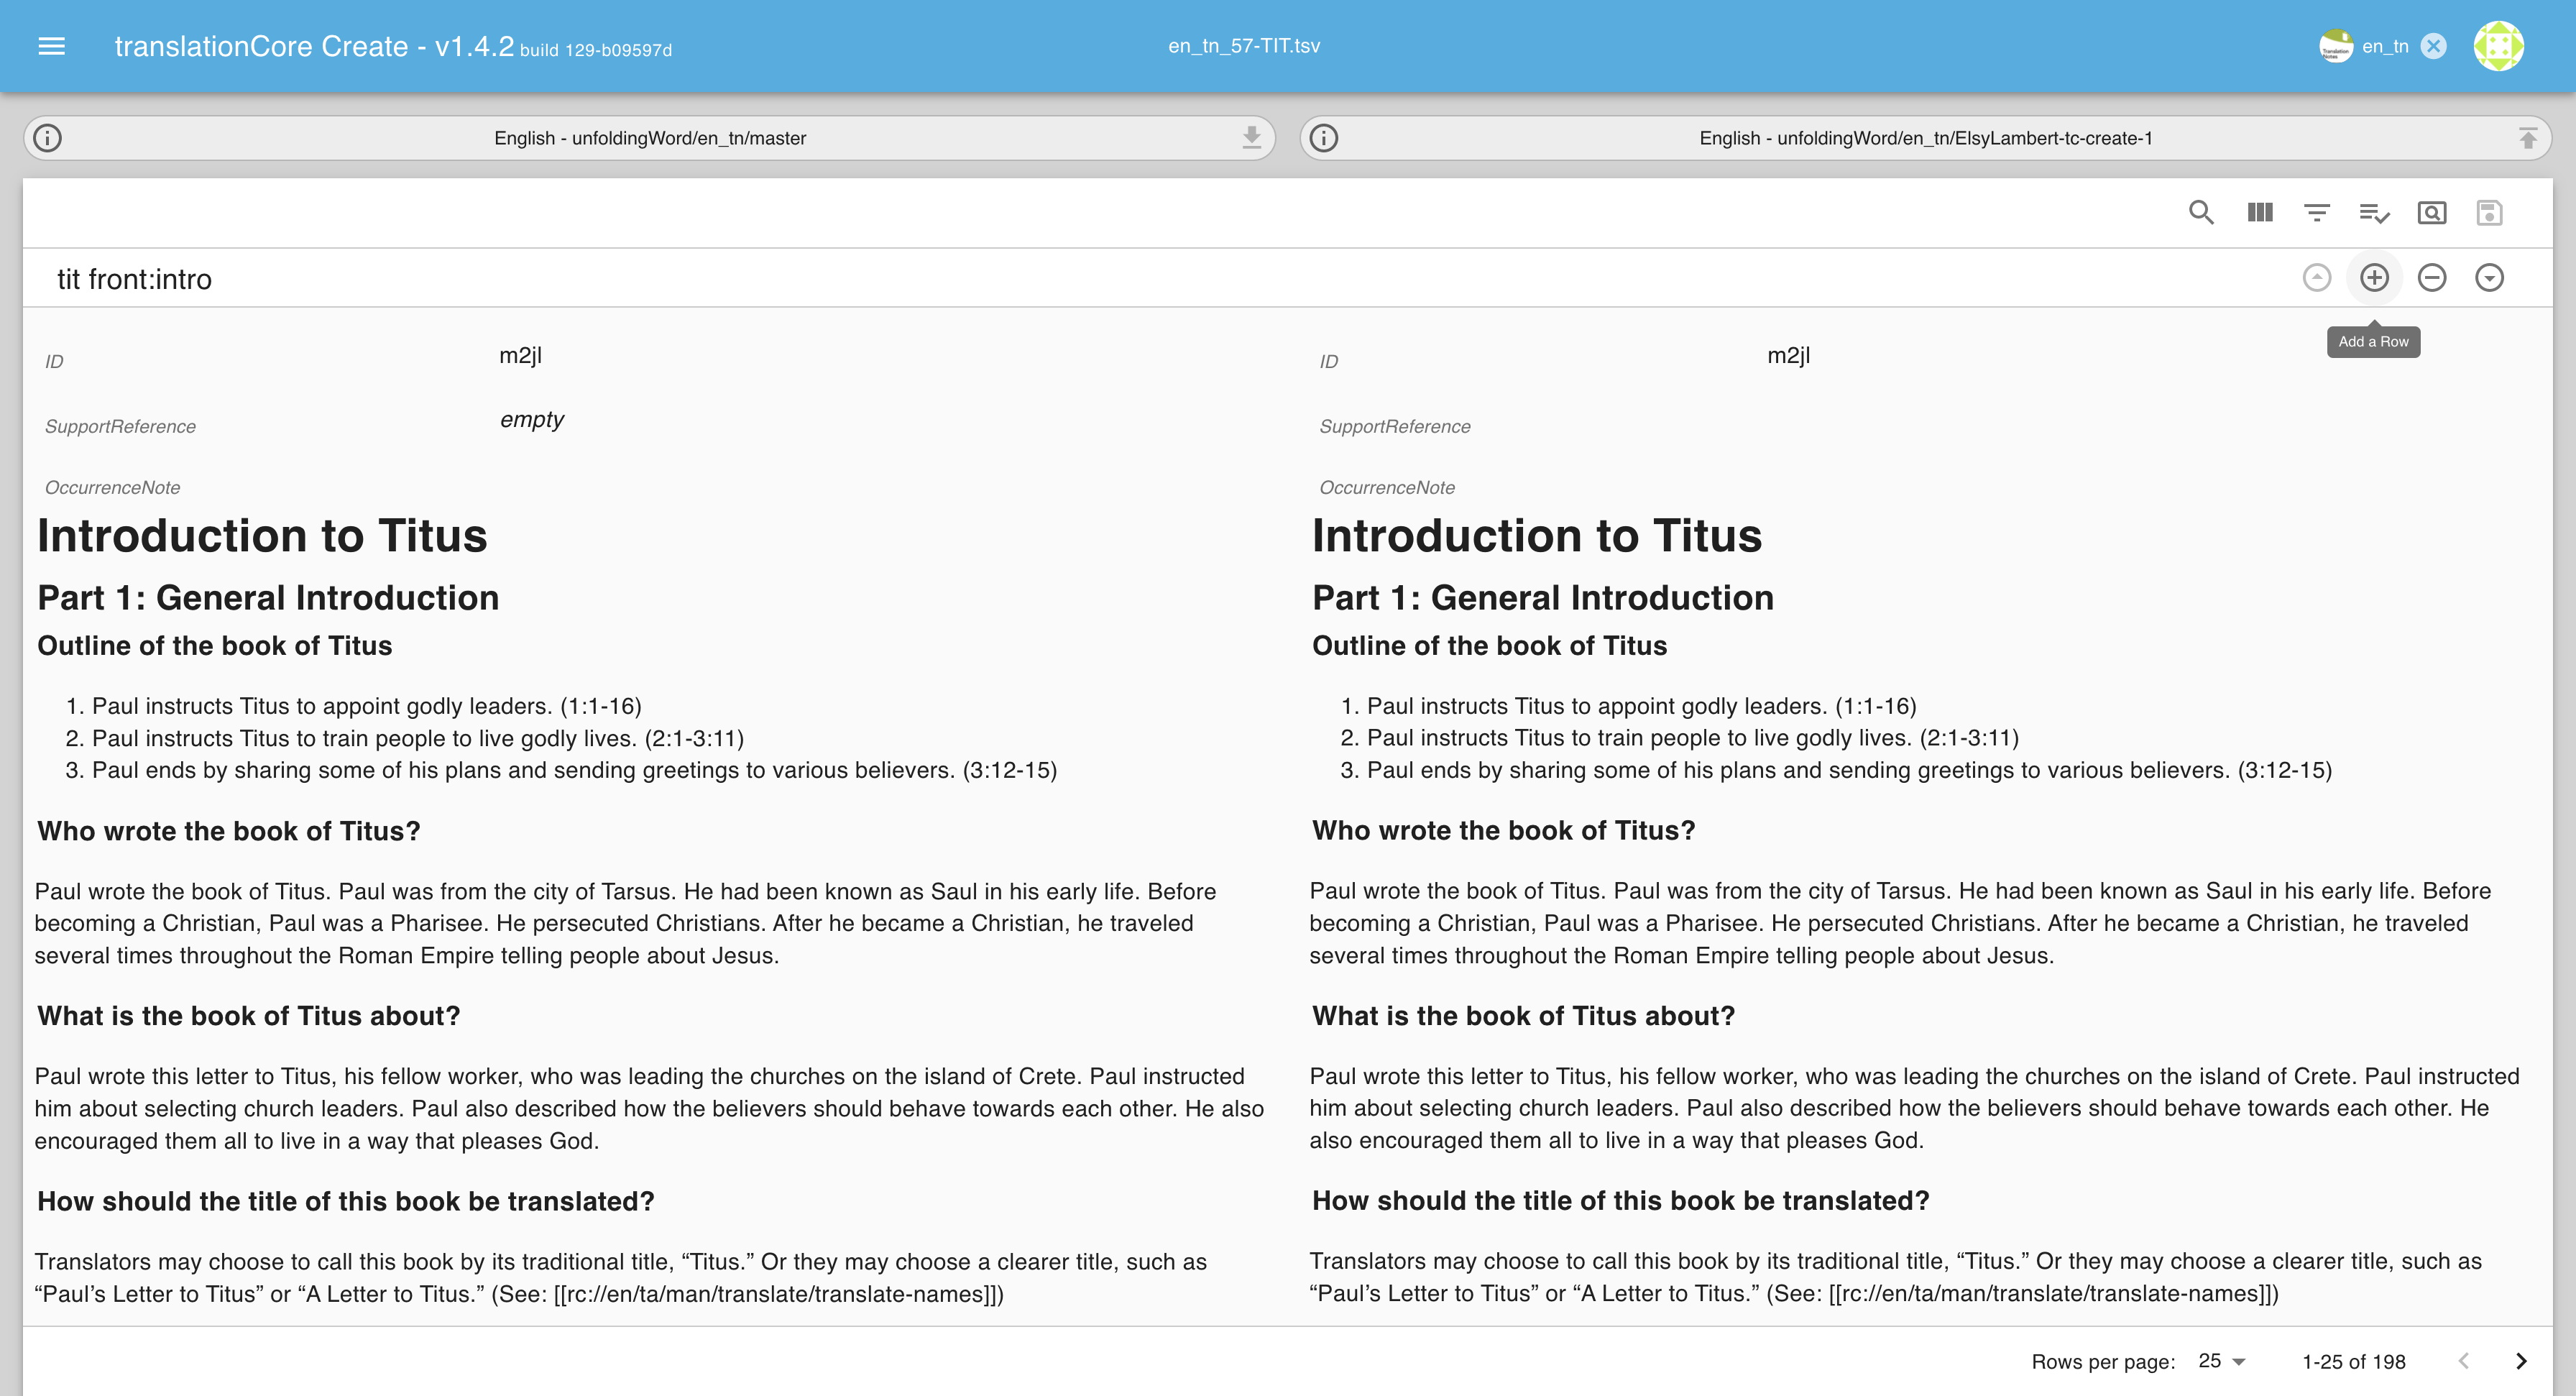 translationCore Create - v1.4.2 build 129-b09597d
en_tn_57-TIT.tsv
Translation Notes
en_tn
English - unfoldingWord/en_tn/master
English - unfoldingWord/en_tn/ElsyLambert-tc-create-1
tit front:intro
Add a Row
ID
m2jl
SupportReference
empty
OccurrenceNote
Introduction to Titus
Part 1: General Introduction
Outline of the book of Titus
1. Paul instructs Titus to appoint godly leaders. (1:1-16)
2. Paul instructs Titus to train people to live godly lives. (2:1-3:11)
3. Paul ends by sharing some of his plans and sending greetings to various believers. (3:12-15)
Who wrote the book of Titus?
Paul wrote the book of Titus. Paul was from the city of Tarsus. He had been known as Saul in his early life. Before
becoming a Christian, Paul was a Pharisee. He persecuted Christians. After he became a Christian, he traveled
several times throughout the Roman Empire telling people about Jesus.
What is the book of Titus about?
Paul wrote this letter to Titus, his fellow worker, who was leading the churches on the island of Crete. Paul instructed
him about selecting church leaders. Paul also described how the believers should behave towards each other. He also
encouraged them all to live in a way that pleases God.
How should the title of this book be translated?
Translators may choose to call this book by its traditional title, “Titus.” Or they may choose a clearer title, such as
“Paul’s Letter to Titus” or “A Letter to Titus.” (See: [[rc://en/ta/man/translate/translate-names]])
ID
m2jl
SupportReference
OccurrenceNote
Introduction to Titus
Part 1: General Introduction
Outline of the book of Titus
1. Paul instructs Titus to appoint godly leaders. (1:1-16)
2. Paul instructs Titus to train people to live godly lives. (2:1-3:11)
3. Paul ends by sharing some of his plans and sending greetings to various believers. (3:12-15)
Who wrote the book of Titus?
Paul wrote the book of Titus. Paul was from the city of Tarsus. He had been known as Saul in his early life. Before
becoming a Christian, Paul was a Pharisee. He persecuted Christians. After he became a Christian, he traveled
several times throughout the Roman Empire telling people about Jesus.
What is the book of Titus about?
Paul wrote this letter to Titus, his fellow worker, who was leading the churches on the island of Crete. Paul instructed
him about selecting church leaders. Paul also described how the believers should behave towards each other. He
also encouraged them all to live in a way that pleases God.
How should the title of this book be translated?
Translators may choose to call this book by its traditional title, “Titus.” Or they may choose a clearer title, such as
“Paul’s Letter to Titus” or “A Letter to Titus.” (See: [[rc://en/ta/man/translate/translate-names]])
Rows per page: 25
1-25 of 198